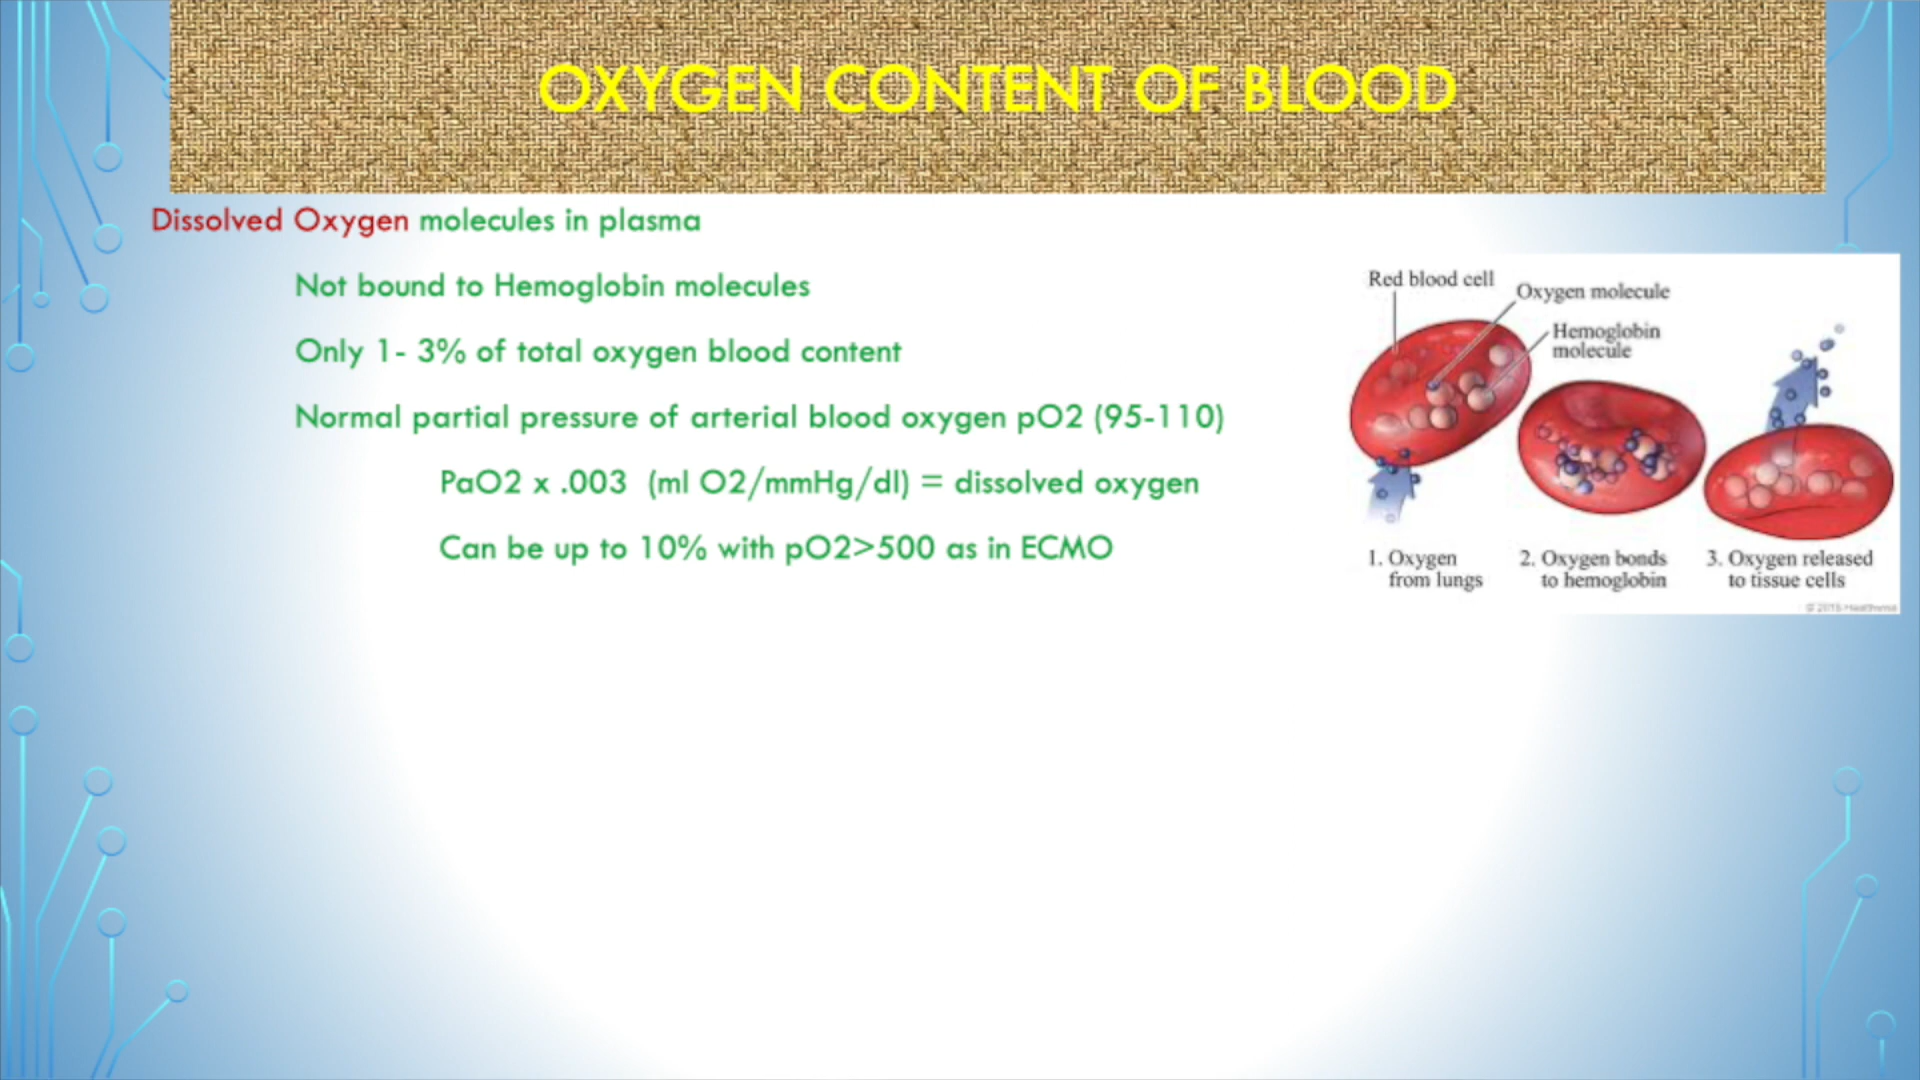 OXYGEN CONTENT OF BLOOD
Dissolved Oxygen molecules in plasma
Not bound to Hemoglobin molecules
Only 1- 3% of total oxygen blood content
Normal partial pressure of arterial blood oxygen pO2 (95-110)
PaO2 x .003 (ml O2/mmHg/dl) = dissolved oxygen
Can be up to 10% with pO2>500 as in ECMO
Red blood cell
Oxygen molecule
Hemoglobin
molecule
1. Oxygen
from lungs
2. Oxygen bonds
to hemoglobin
3. Oxygen released
to tissue cells